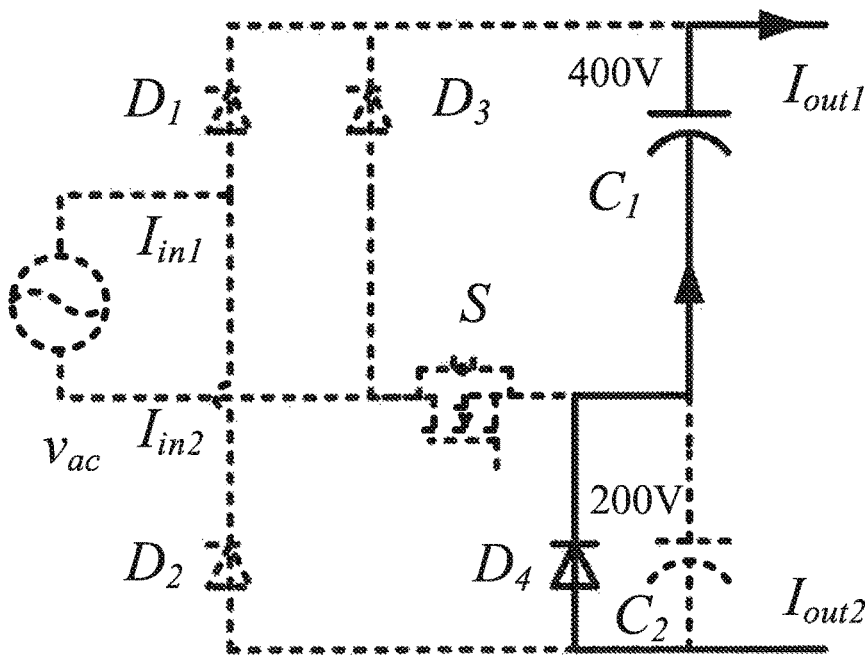 400V
D1
D3
Iout1
C1
Iin1
S
Iin2
vac
200V
D2
D4
C2
Iout2